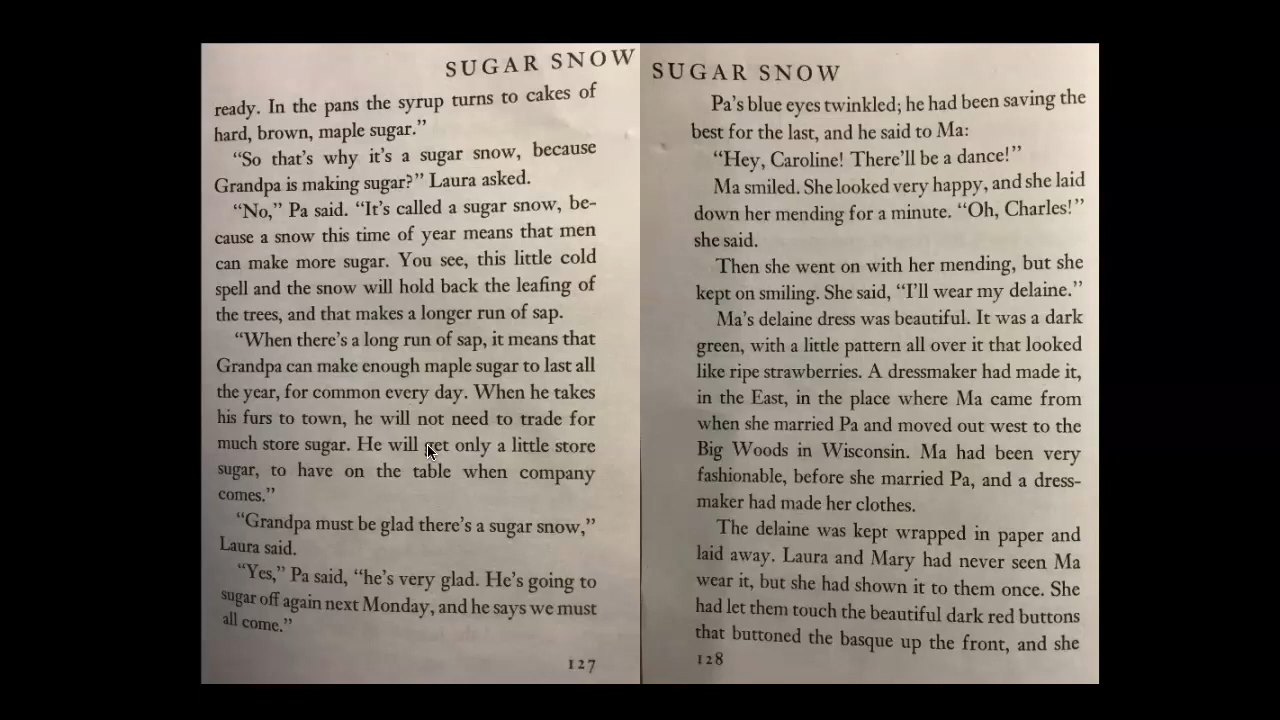 SUGAR SNOW
ready. In the pans the syrup turns to cakes of
hard, brown, maple sugar.”
“So that’s why it’s a sugar snow, because
Grandpa is making sugar?” Laura asked.
“No,” Pa said. “It’s called a sugar snow, be-
cause a snow this time of year means that men
can make more sugar. You see, this little cold
spell and the snow will hold back the leafing of
the trees, and that makes a longer run of sap.
“When there’s a long run of sap, it means that
Grandpa can make enough maple sugar to last all
the year, for common every day. When he takes
his furs to town, he will not need to trade for
much store sugar. He will get only a little store
sugar, to have on the table when company
comes.”
“Grandpa must be glad there’s a sugar snow,”
Laura said.
“Yes,” Pa said, “he’s very glad. He’s going to
sugar off again next Monday, and he says we must
all come.”
127
SUGAR SNOW
Pa’s blue eyes twinkled; he had been saving the
best for the last, and he said to Ma:
“Hey, Caroline! There’ll be a dance!”
Ma smiled. She looked very happy, and she laid
down her mending for a minute. “Oh, Charles!”
she said.
Then she went on with her mending, but she
kept on smiling. She said, “I’ll wear my delaine.”
Ma’s delaine dress was beautiful. It was a dark
green, with a little pattern all over it that looked
like ripe strawberries. A dressmaker had made it,
in the East, in the place where Ma came from
when she married Pa and moved out west to the
Big Woods in Wisconsin. Ma had been very
fashionable, before she married Pa, and a dress-
maker had made her clothes.
The delaine was kept wrapped in paper and
laid away. Laura and Mary had never seen Ma
wear it, but she had shown it to them once. She
had let them touch the beautiful dark red buttons
that buttoned the basque up the front, and she
128